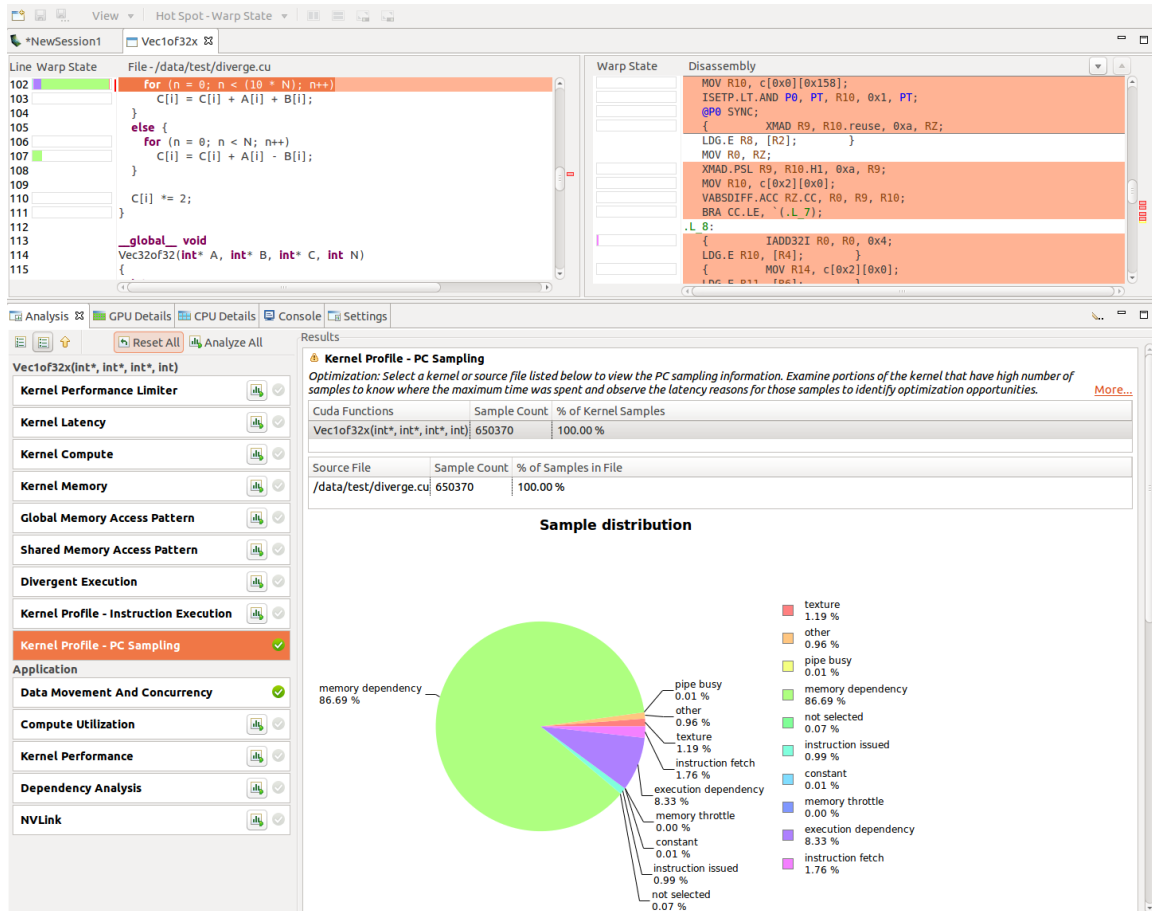 View Hot Spot - Warp State
*NewSession1 Vec1of32x
Line Warp State File - /data/test/diverge.cu
102 for (n = 0; n < (10 * N); n++)
103 C[i] = C[i] + A[i] + B[i];
104 }
105 else {
106 for (n = 0; n < N; n++)
107 C[i] = C[i] + A[i] - B[i];
108 }
109
110 C[i] *= 2;
111 }
112
113 __global__ void
114 Vec32of32(int* A, int* B, int* C, int N)
115 {
Warp State Disassembly
MOV R10, c[0x0][0x158];
ISETP.LT.AND P0, PT, R10, 0x1, PT;
@P0 SYNC;
{ XMAD R9, R10.reuse, 0xa, RZ;
LDG.E R8, [R2]; }
MOV R0, RZ;
XMAD.PSL R9, R10.H1, 0xa, R9;
MOV R10, c[0x2][0x0];
VABSDIFF.ACC RZ.CC, R0, R9, R10;
BRA CC.LE, `(.L_7);
.L_8:
{ IADD32I R0, R0, 0x4;
LDG.E R10, [R4]; }
{ MOV R14, c[0x2][0x0];
LDG.E R11, [R6]; }
Analysis GPU Details CPU Details Console Settings
Reset All Analyze All
Vec1of32x(int*, int*, int*, int)
Kernel Performance Limiter
Kernel Latency
Kernel Compute
Kernel Memory
Global Memory Access Pattern
Shared Memory Access Pattern
Divergent Execution
Kernel Profile - Instruction Execution
Kernel Profile - PC Sampling
Application
Data Movement And Concurrency
Compute Utilization
Kernel Performance
Dependency Analysis
NVLink
Results
Kernel Profile - PC Sampling
Optimization: Select a kernel or source file listed below to view the PC sampling information. Examine portions of the kernel that have high number of
samples to know where the maximum time was spent and observe the latency reasons for those samples to identify optimization opportunities. More...
Cuda Functions Sample Count % of Kernel Samples
Vec1of32x(int*, int*, int*, int) 650370 100.00 %
Source File Sample Count % of Samples in File
/data/test/diverge.cu 650370 100.00 %
Sample distribution
memory dependency
86.69 %
pipe busy
0.01 %
other
0.96 %
texture
1.19 %
instruction fetch
1.76 %
execution dependency
8.33 %
memory throttle
0.00 %
constant
0.01 %
instruction issued
0.99 %
not selected
0.07 %
texture
1.19 %
other
0.96 %
pipe busy
0.01 %
memory dependency
86.69 %
not selected
0.07 %
instruction issued
0.99 %
constant
0.01 %
memory throttle
0.00 %
execution dependency
8.33 %
instruction fetch
1.76 %